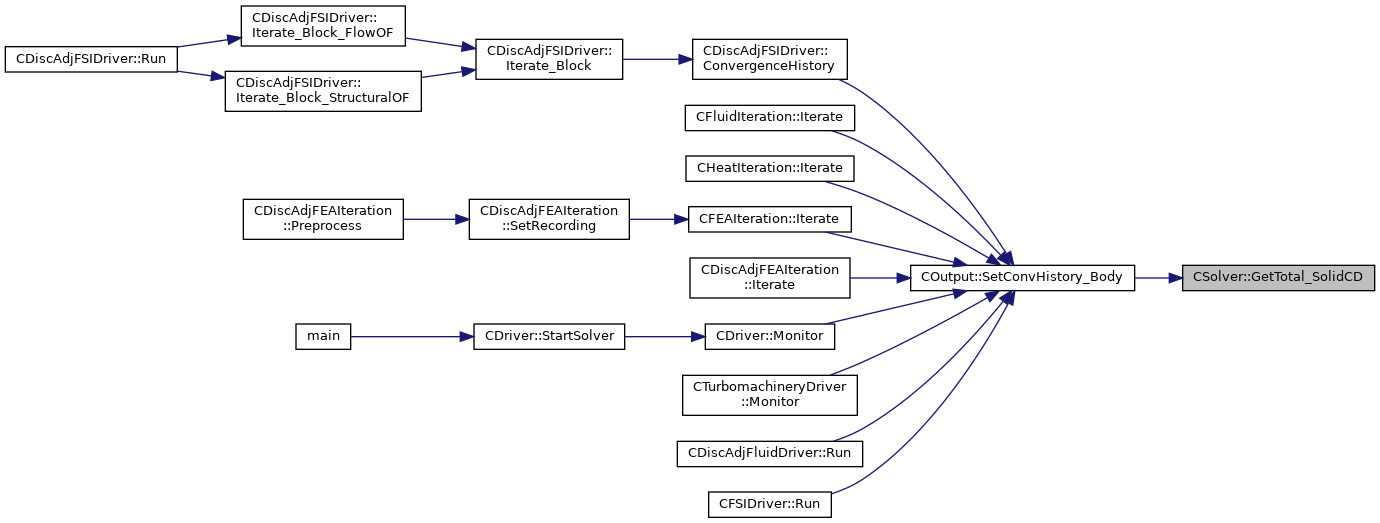 CDiscAdjFSIDriver::Run
CDiscAdjFSIDriver::
Iterate_Block_FlowOF
CDiscAdjFSIDriver::
Iterate_Block_StructuralOF
CDiscAdjFSIDriver::
Iterate_Block
CDiscAdjFSIDriver::
ConvergenceHistory
CFluidIteration::Iterate
CHeatIteration::Iterate
CDiscAdjFEAIteration
::Preprocess
CDiscAdjFEAIteration
::SetRecording
CFEAIteration::Iterate
CDiscAdjFEAIteration
::Iterate
COutput::SetConvHistory_Body
CSolver::GetTotal_SolidCD
main
CDriver::StartSolver
CDriver::Monitor
CTurbomachineryDriver
::Monitor
CDiscAdjFluidDriver::Run
CFSIDriver::Run